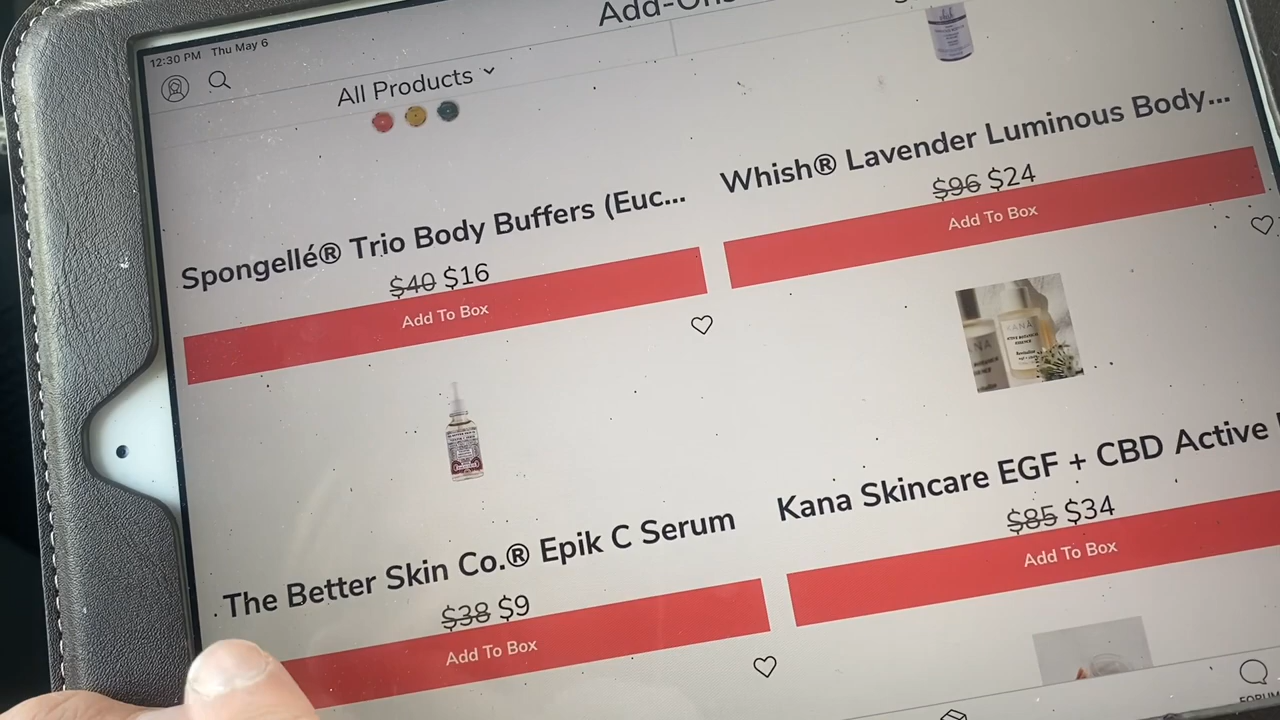 12:30 PM Thu May 6
Add-Ons
All Products
Spongellé® Trio Body Buffers (Euc...
$40 $16
Add To Box
Whish® Lavender Luminous Body...
$96 $24
Add To Box
The Better Skin Co.® Epik C Serum
$38 $9
Add To Box
KANA
Kana Skincare EGF + CBD Active
$85 $34
Add To Box
FORUM